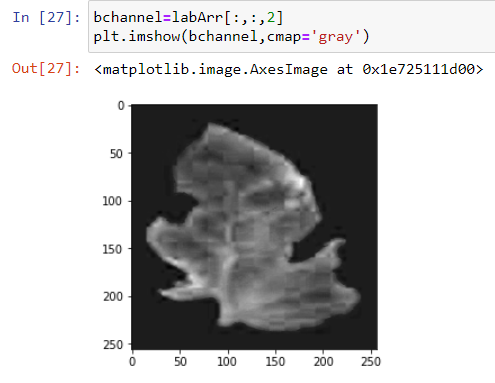 In [27]: bchannel=labArr[:,:,2]
plt.imshow(bchannel,cmap='gray')
Out[27]: <matplotlib.image.AxesImage at 0x1e725111d00>
0
50
100
150
200
250
0 50 100 150 200 250